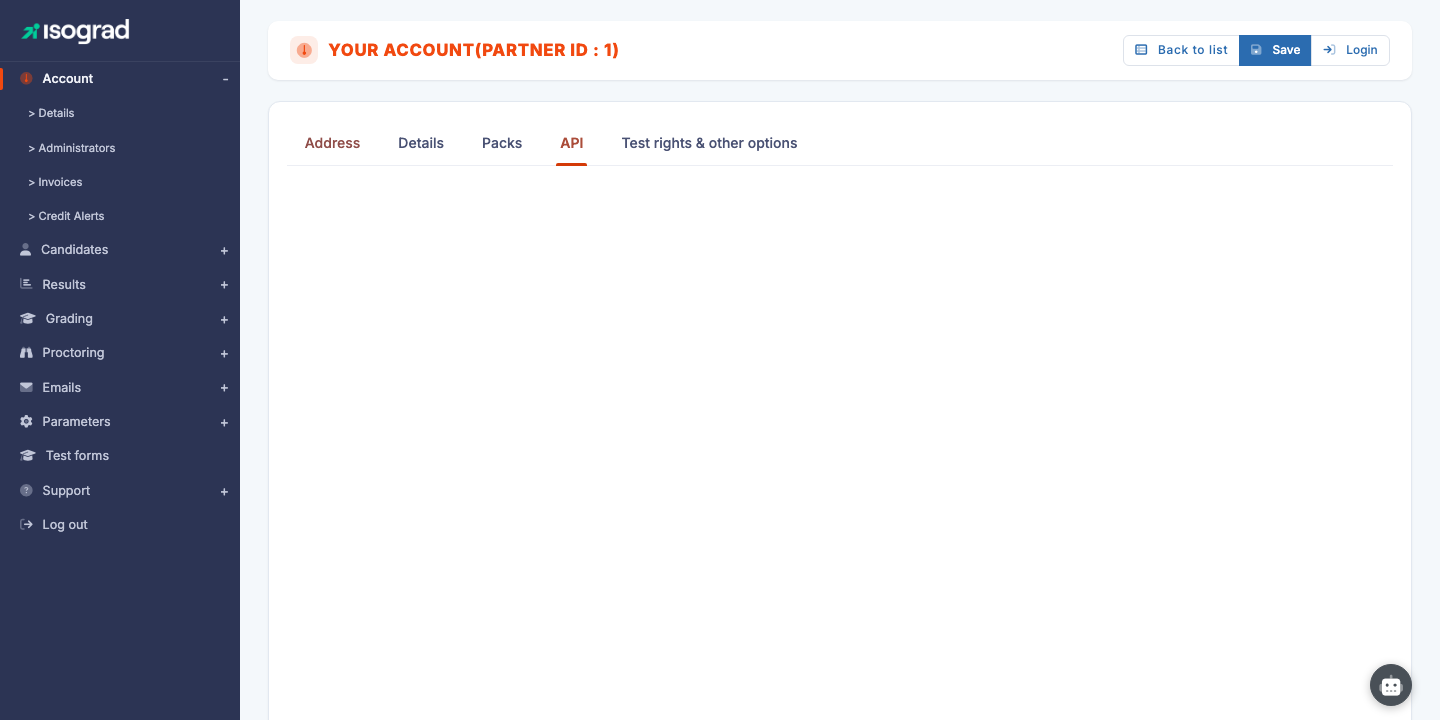 isograd
Account -
> Details
> Administrators
> Invoices
> Credit Alerts
Candidates +
Results +
Grading +
Proctoring +
Emails +
Parameters +
Test forms
Support +
Log out
YOUR ACCOUNT(PARTNER ID : 1)
Back to list Save Login
Address Details Packs API Test rights & other options